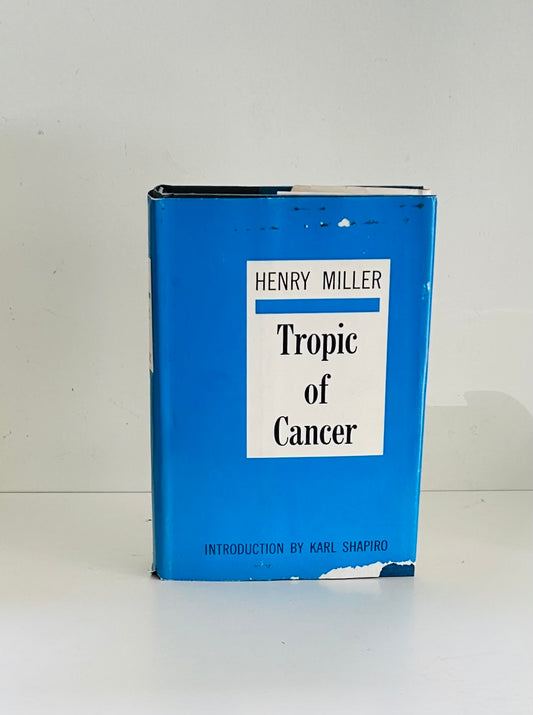 HENRY MILLER
Tropic
of
Cancer
INTRODUCTION BY KARL SHAPIRO